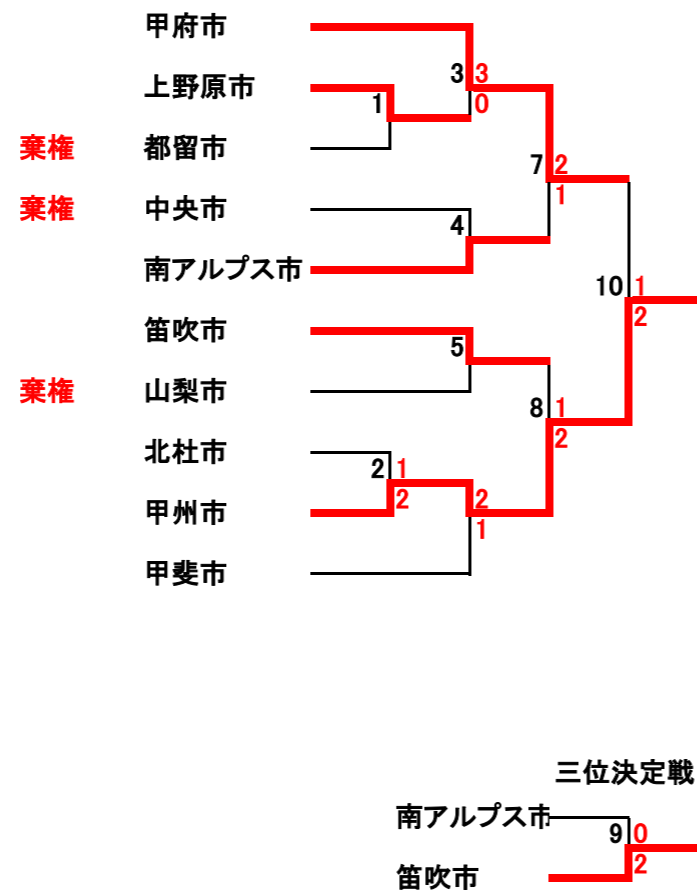 甲府市
3 3
上野原市
1 0
棄権 都留市
7 2
1
棄権 中央市
4
南アルプス市
10 1
2
笛吹市
5
棄権 山梨市
8 1
2
北杜市
2 1
2 2
甲州市
1
甲斐市
三位決定戦
南アルプス市
9 0
2
笛吹市